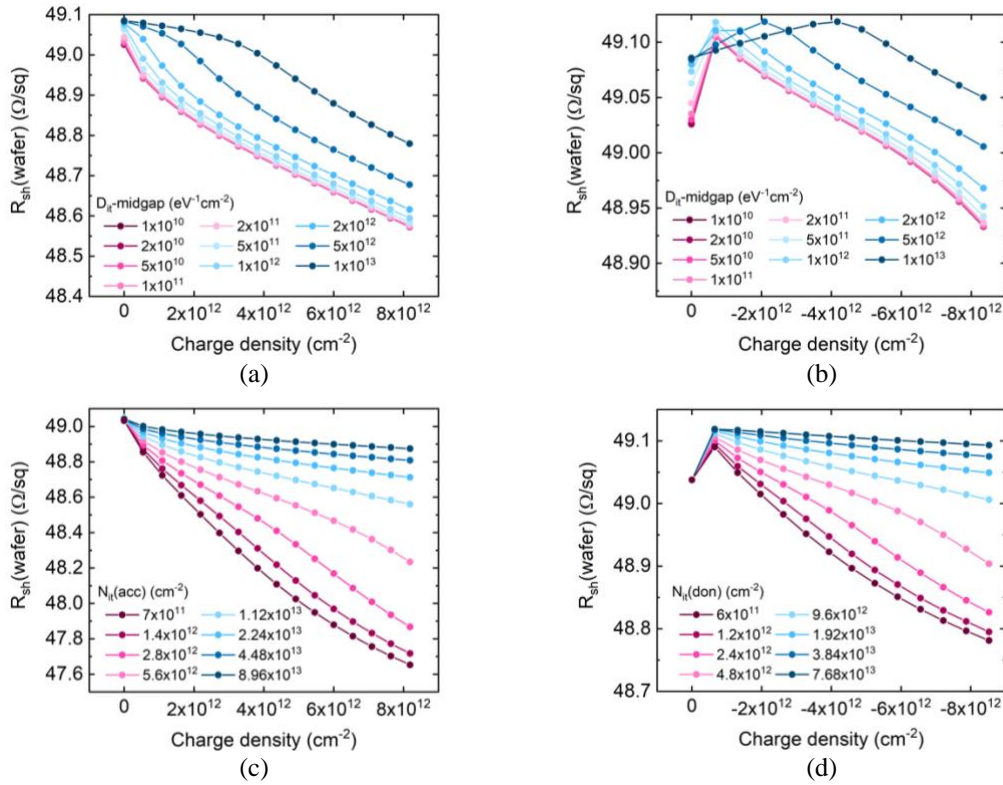 49.1
49.0
48.9
48.8
48.7
48.6
48.5
48.4
R_sh(wafer) (Ω/sq)
D_it-midgap (eV⁻¹cm⁻²)
1x10¹⁰ 2x10¹¹ 2x10¹²
2x10¹⁰ 5x10¹¹ 5x10¹²
5x10¹⁰ 1x10¹² 1x10¹³
1x10¹¹
0 2x10¹² 4x10¹² 6x10¹² 8x10¹²
Charge density (cm⁻²)
(a)
49.10
49.05
49.00
48.95
48.90
R_sh(wafer) (Ω/sq)
D_it-midgap (eV⁻¹cm⁻²)
1x10¹⁰ 2x10¹¹ 2x10¹²
2x10¹⁰ 5x10¹¹ 5x10¹²
5x10¹⁰ 1x10¹² 1x10¹³
1x10¹¹
0 -2x10¹² -4x10¹² -6x10¹² -8x10¹²
Charge density (cm⁻²)
(b)
49.0
48.8
48.6
48.4
48.2
48.0
47.8
47.6
R_sh(wafer) (Ω/sq)
N_it(acc) (cm⁻²)
7x10¹¹ 1.12x10¹³
1.4x10¹² 2.24x10¹³
2.8x10¹² 4.48x10¹³
5.6x10¹² 8.96x10¹³
0 2x10¹² 4x10¹² 6x10¹² 8x10¹²
Charge density (cm⁻²)
(c)
49.1
49.0
48.9
48.8
48.7
R_sh(wafer) (Ω/sq)
N_it(don) (cm⁻²)
6x10¹¹ 9.6x10¹²
1.2x10¹² 1.92x10¹³
2.4x10¹² 3.84x10¹³
4.8x10¹² 7.68x10¹³
0 -2x10¹² -4x10¹² -6x10¹² -8x10¹²
Charge density (cm⁻²)
(d)